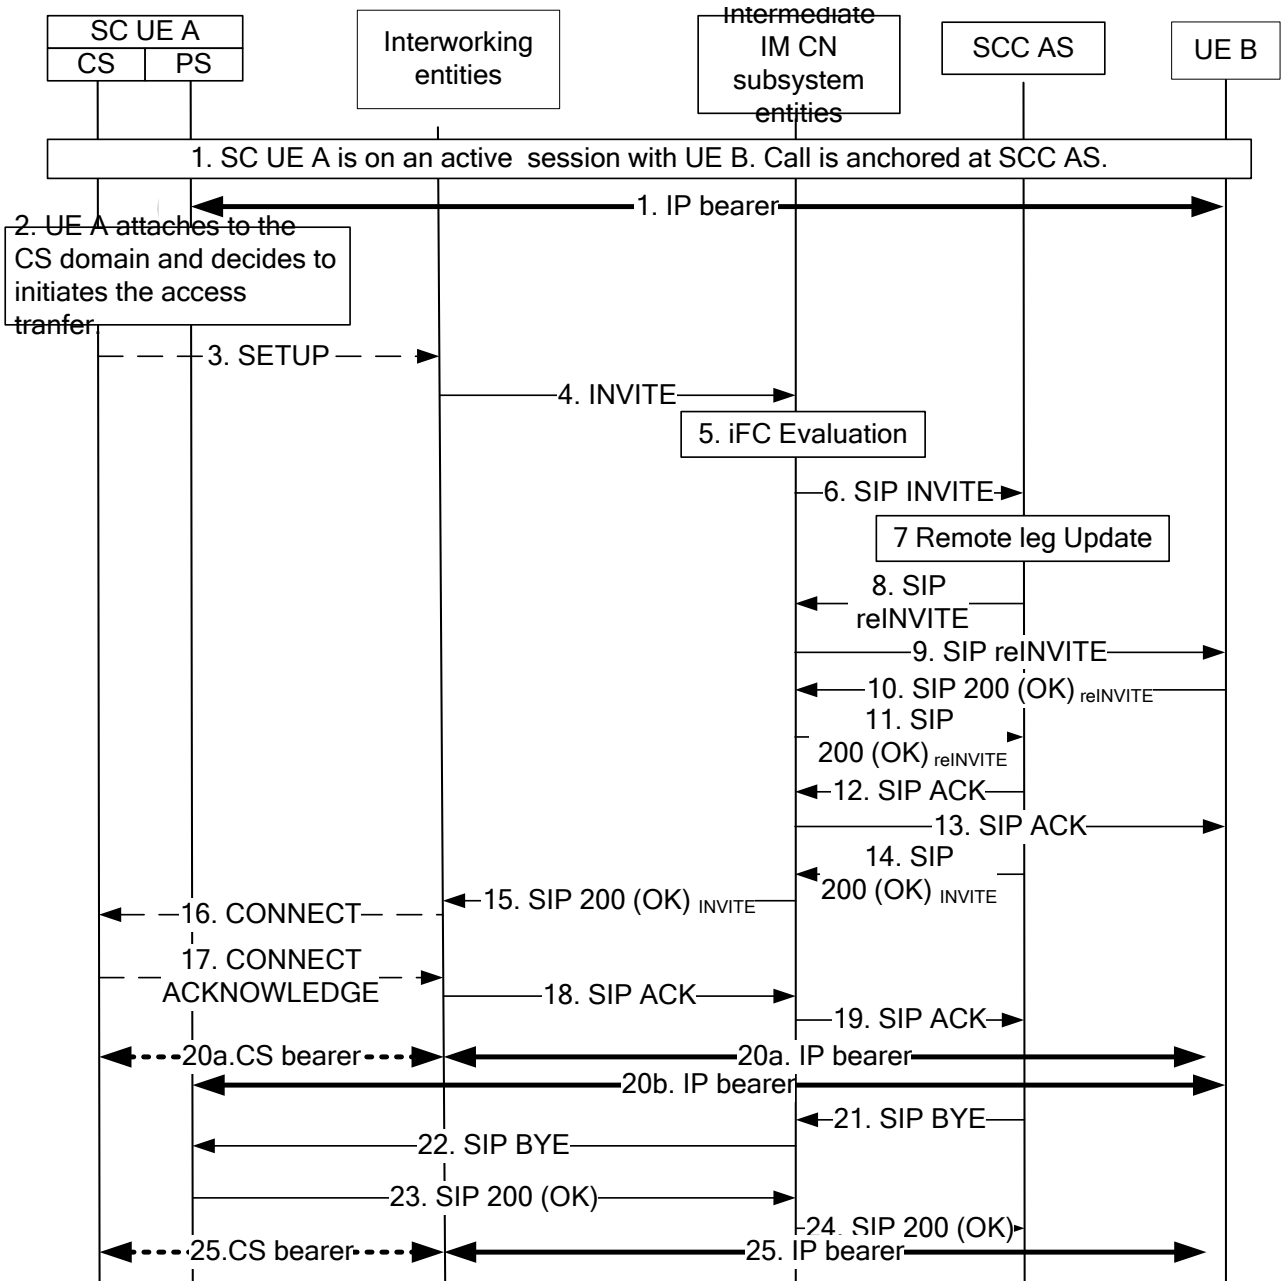 SC UE A
CS PS
Interworking
entities
Intermediate
IM CN
subsystem
entities
SCC AS
UE B
1. SC UE A is on an active session with UE B. Call is anchored at SCC AS.
1. IP bearer
2. UE A attaches to the
CS domain and decides to
initiates the access
tranfer.
3. SETUP
4. INVITE
5. iFC Evaluation
6. SIP INVITE
7 Remote leg Update
8. SIP
reINVITE
9. SIP reINVITE
10. SIP 200 (OK) reINVITE
11. SIP
200 (OK) reINVITE
12. SIP ACK
13. SIP ACK
14. SIP
200 (OK) INVITE
15. SIP 200 (OK) INVITE
16. CONNECT
17. CONNECT
ACKNOWLEDGE
18. SIP ACK
19. SIP ACK
20a.CS bearer
20a. IP bearer
20b. IP bearer
21. SIP BYE
22. SIP BYE
23. SIP 200 (OK)
24. SIP 200 (OK)
25.CS bearer
25. IP bearer